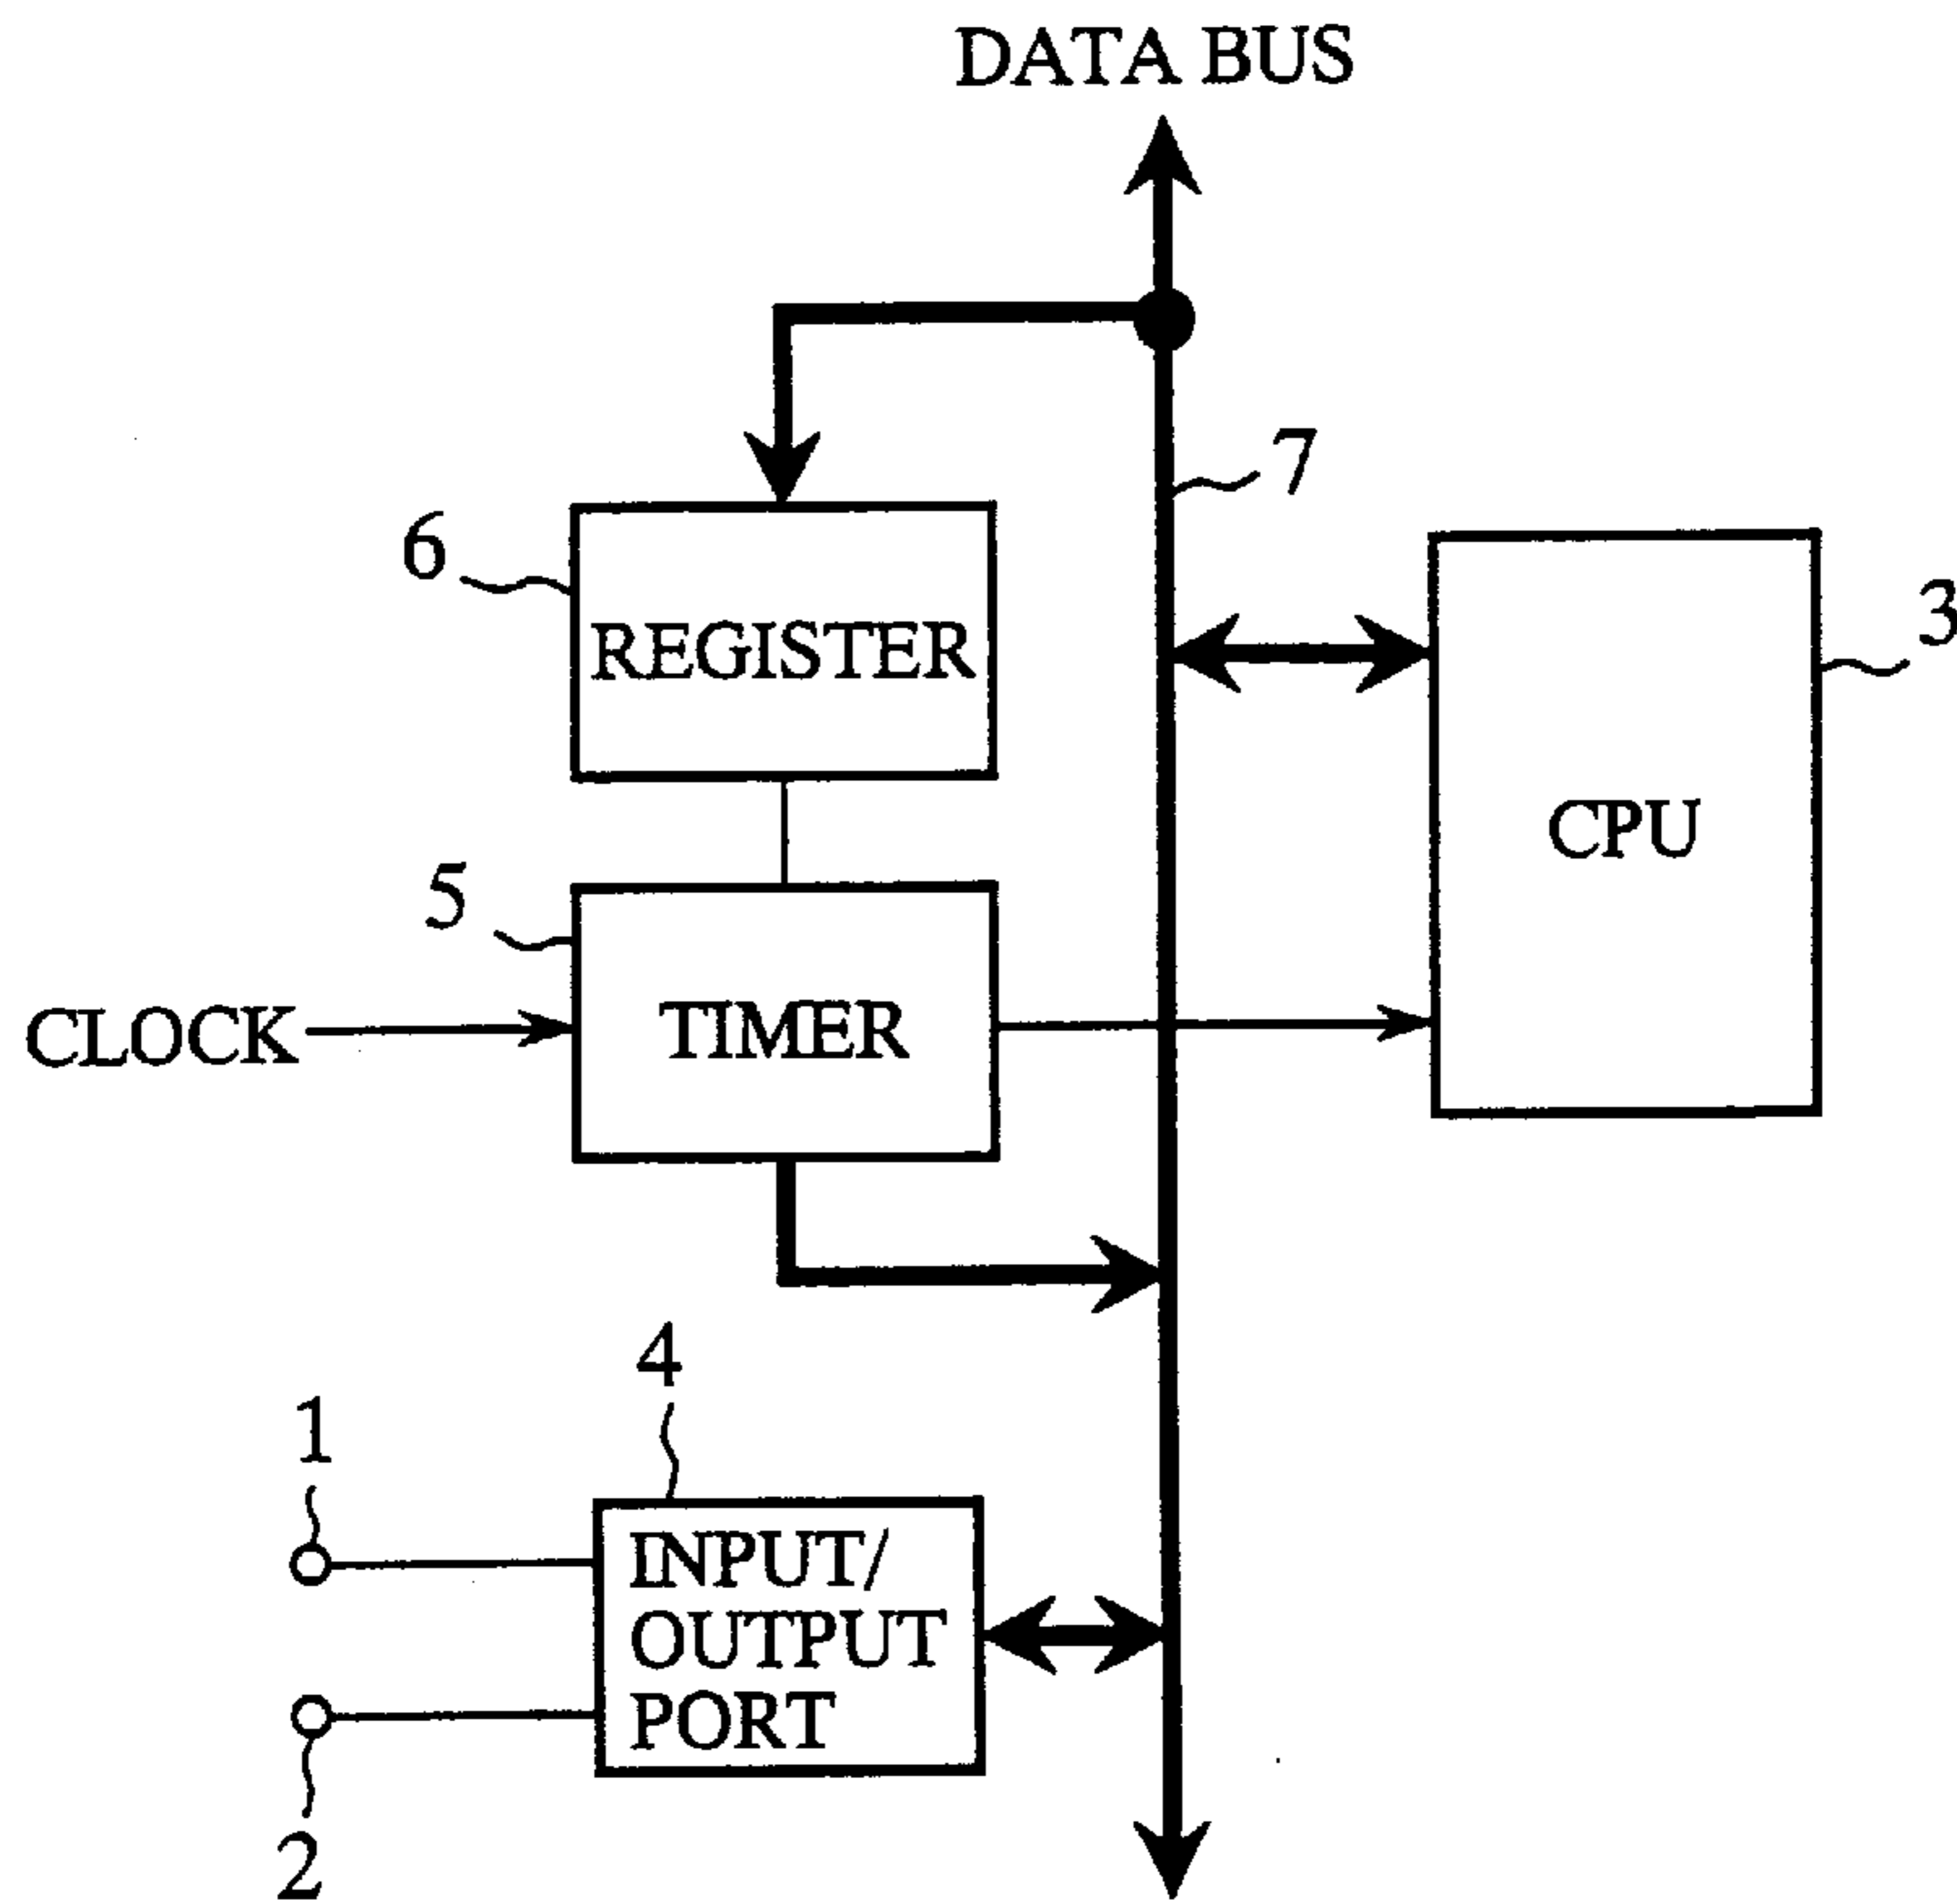 DATA BUS
7
6
REGISTER
3
CPU
5
TIMER
CLOCK
4
1
INPUT/
OUTPUT
PORT
2